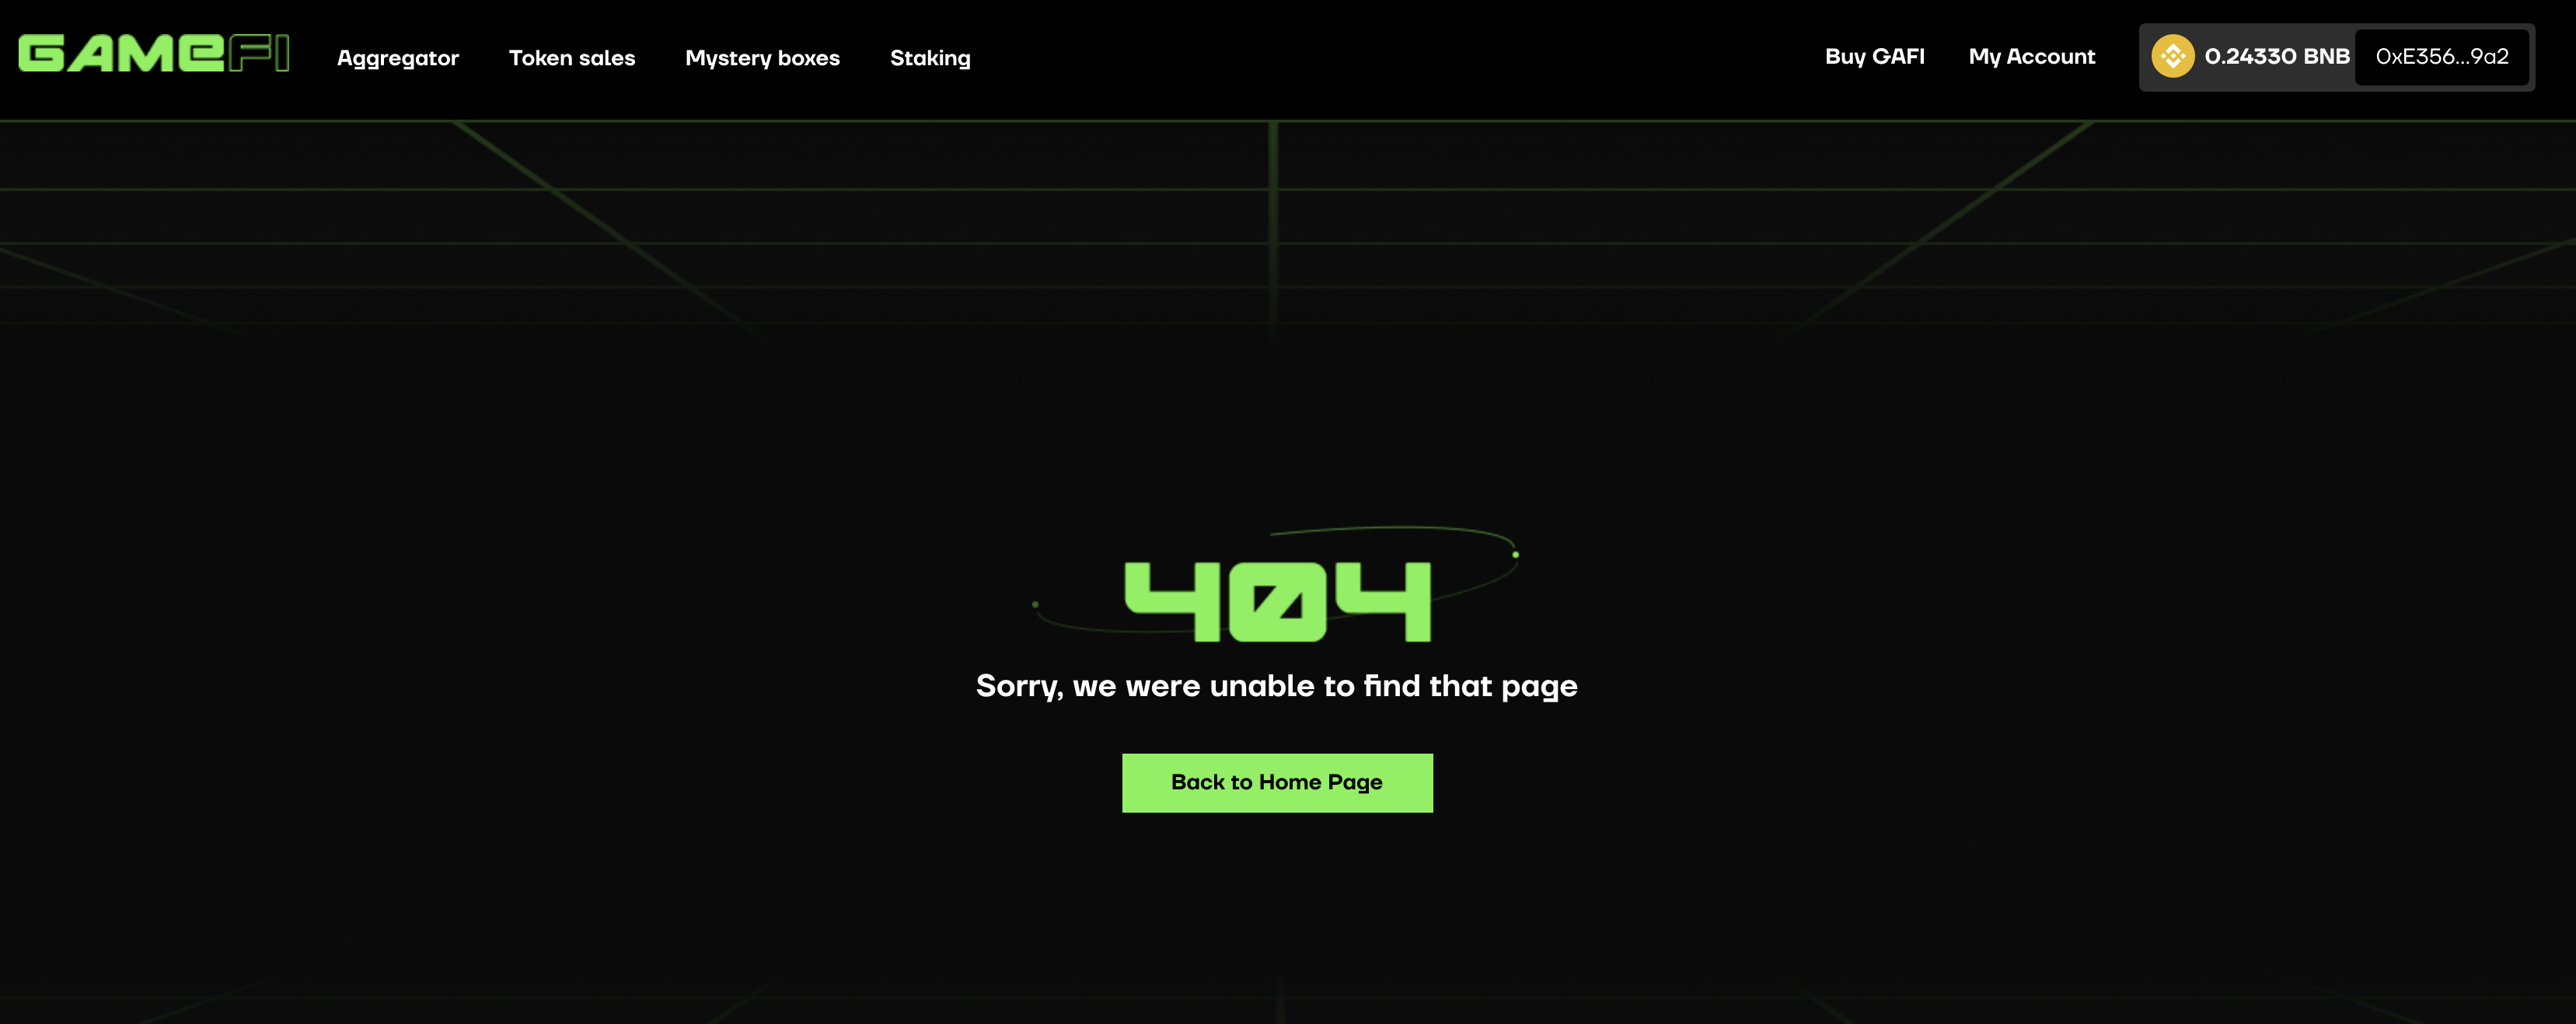 GAMEFI
Aggregator
Token sales
Mystery boxes
Staking
Buy GAFI
My Account
0.24330 BNB
0xE356...9a2
404
Sorry, we were unable to find that page
Back to Home Page